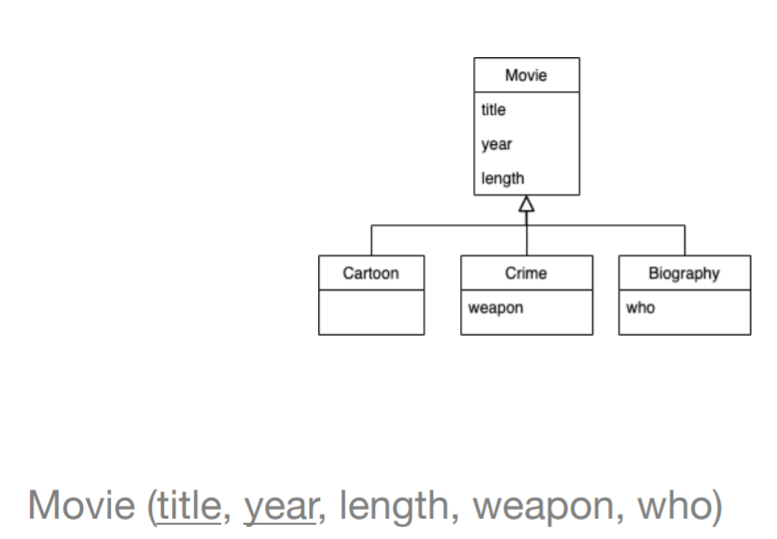 Movie
title
year
length
Cartoon Crime Biography
weapon who
Movie (title, year, length, weapon, who)